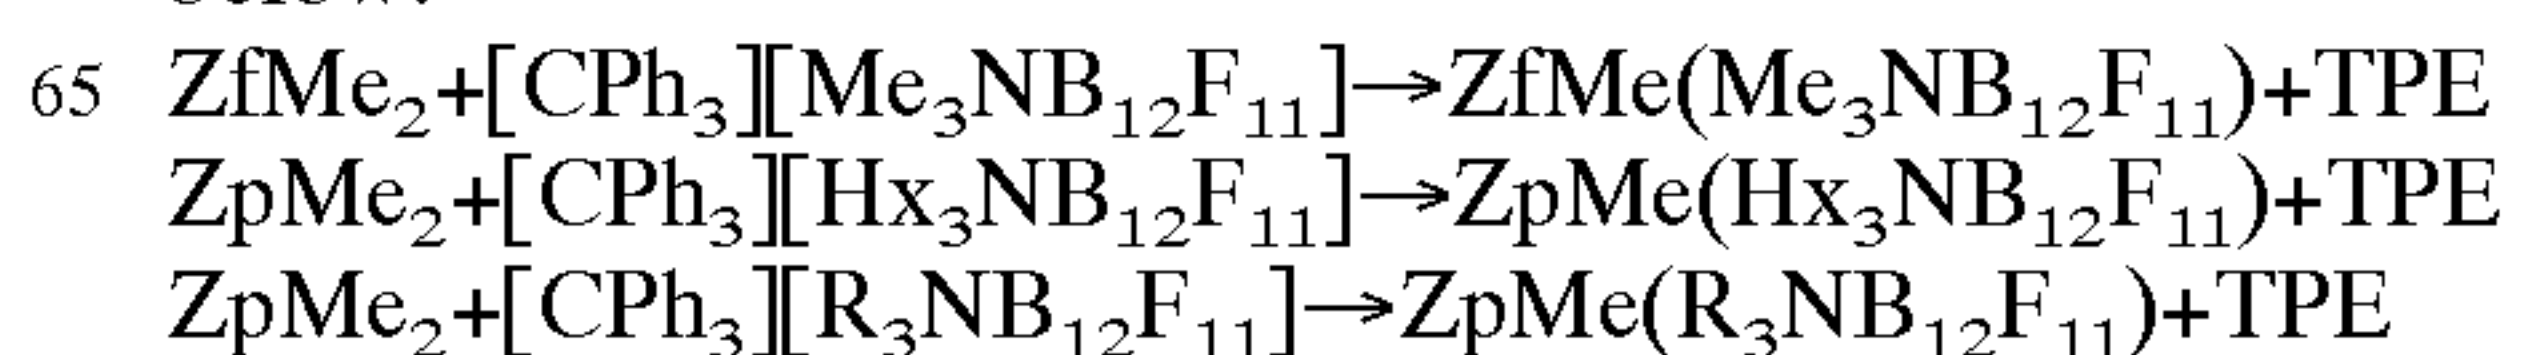 65 ZfMe₂+[CPh₃][Me₃NB₁₂F₁₁]→ZfMe(Me₃NB₁₂F₁₁)+TPE
ZpMe₂+[CPh₃][Hx₃NB₁₂F₁₁]→ZpMe(Hx₃NB₁₂F₁₁)+TPE
ZpMe₂+[CPh₃][R₃NB₁₂F₁₁]→ZpMe(R₃NB₁₂F₁₁)+TPE